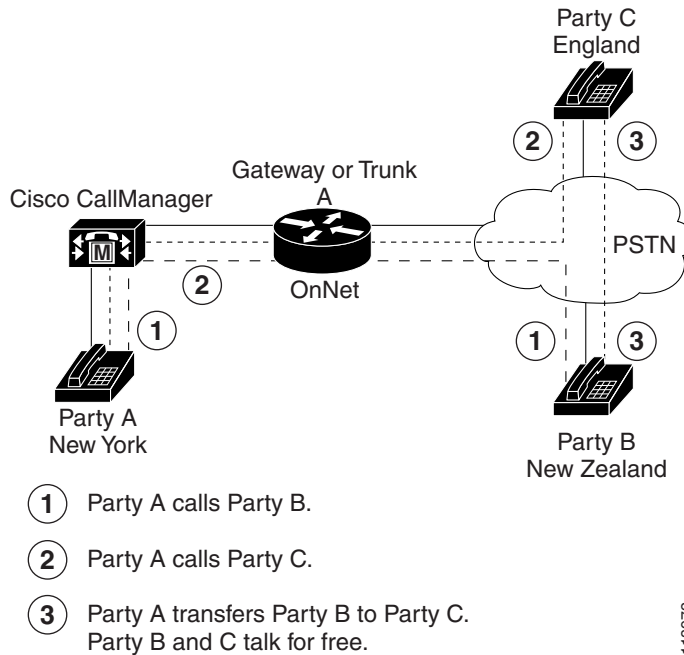 Party C
England
2
3
Gateway or Trunk
A
Cisco CallManager
M
PSTN
2
OnNet
1
1
3
Party A
New York
Party B
New Zealand
1 Party A calls Party B.
2 Party A calls Party C.
3 Party A transfers Party B to Party C.
Party B and C talk for free.